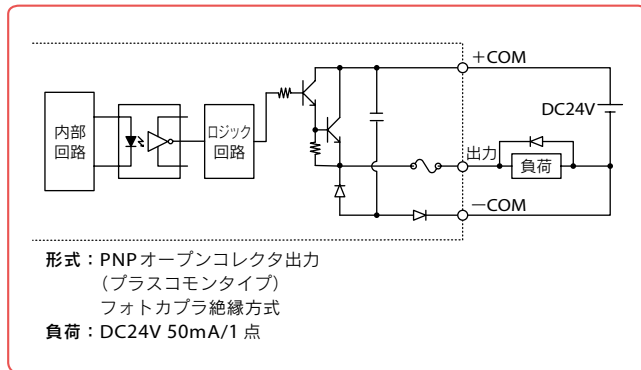 +COM
DC24V
内部
回路
ロジック
回路
出力
負荷
−COM
形式：PNPオープンコレクタ出力
（プラスコモンタイプ）
フォトカプラ絶縁方式
負荷：DC24V 50mA/1 点